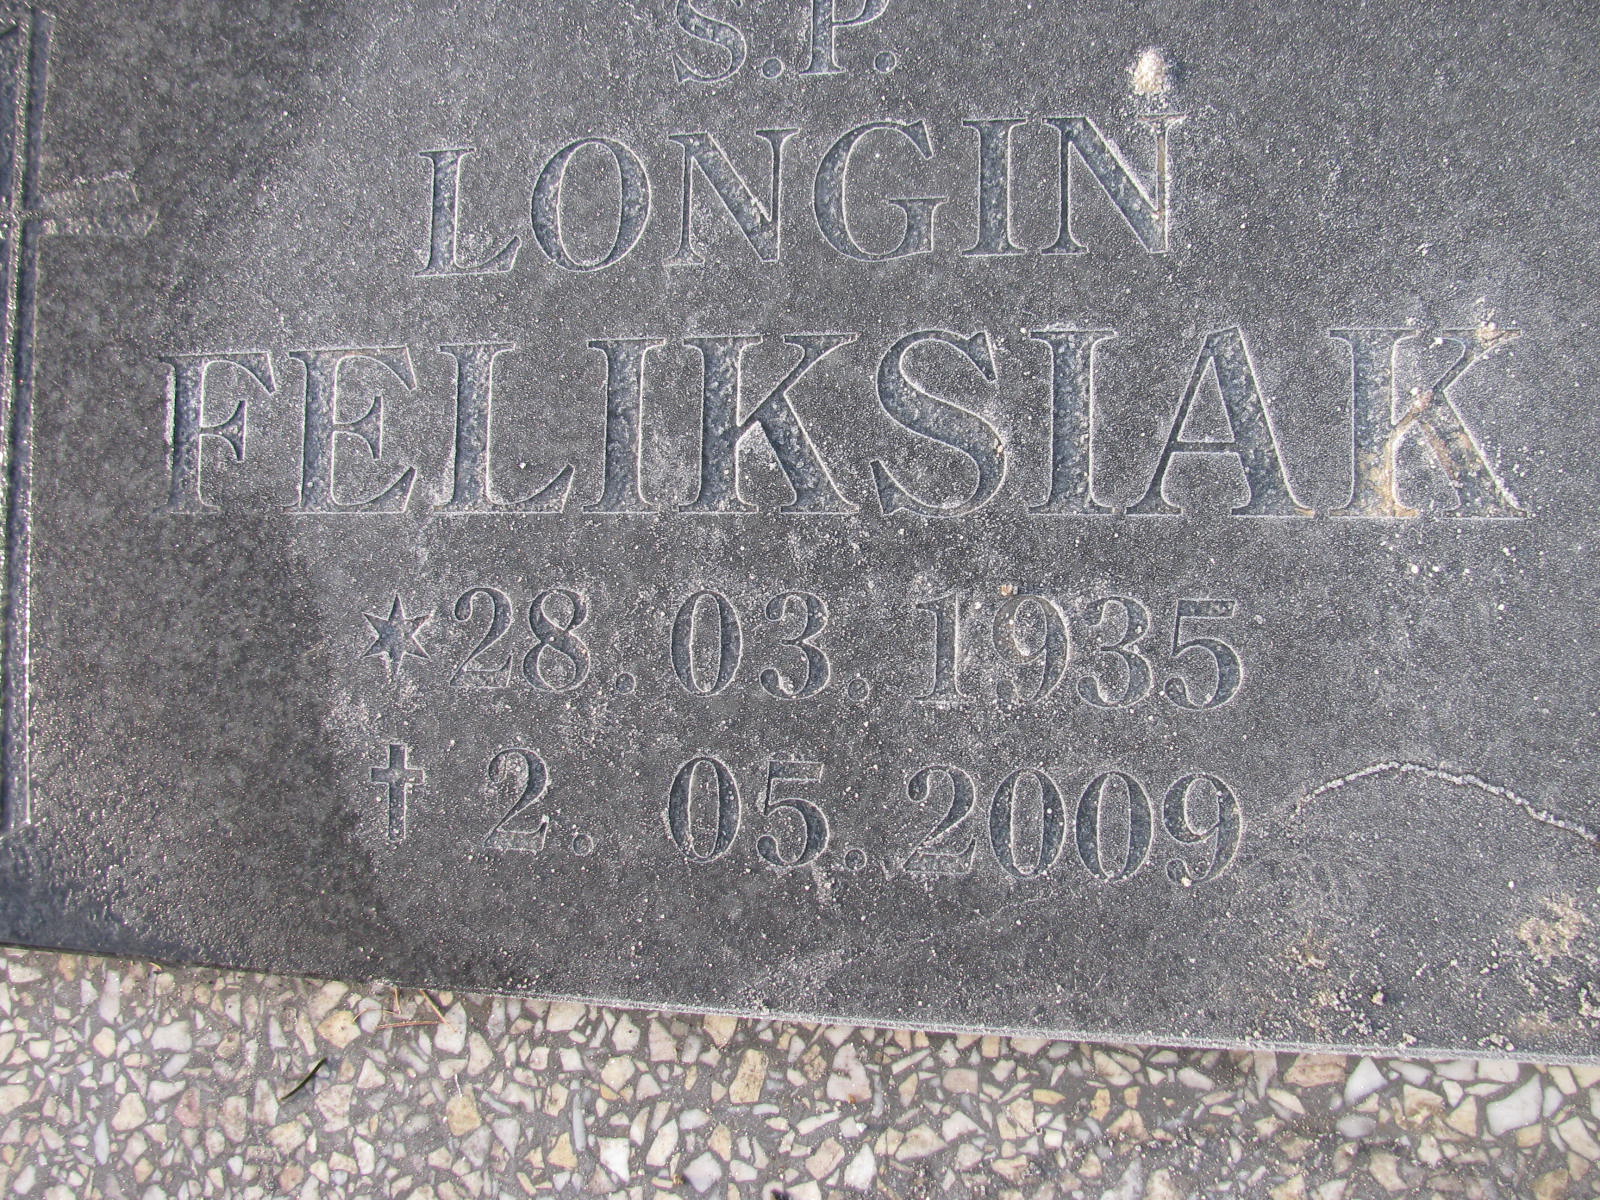 S.P.
LONGIN
FELIKSIAK
✶28.03.1935
† 2.05.2009